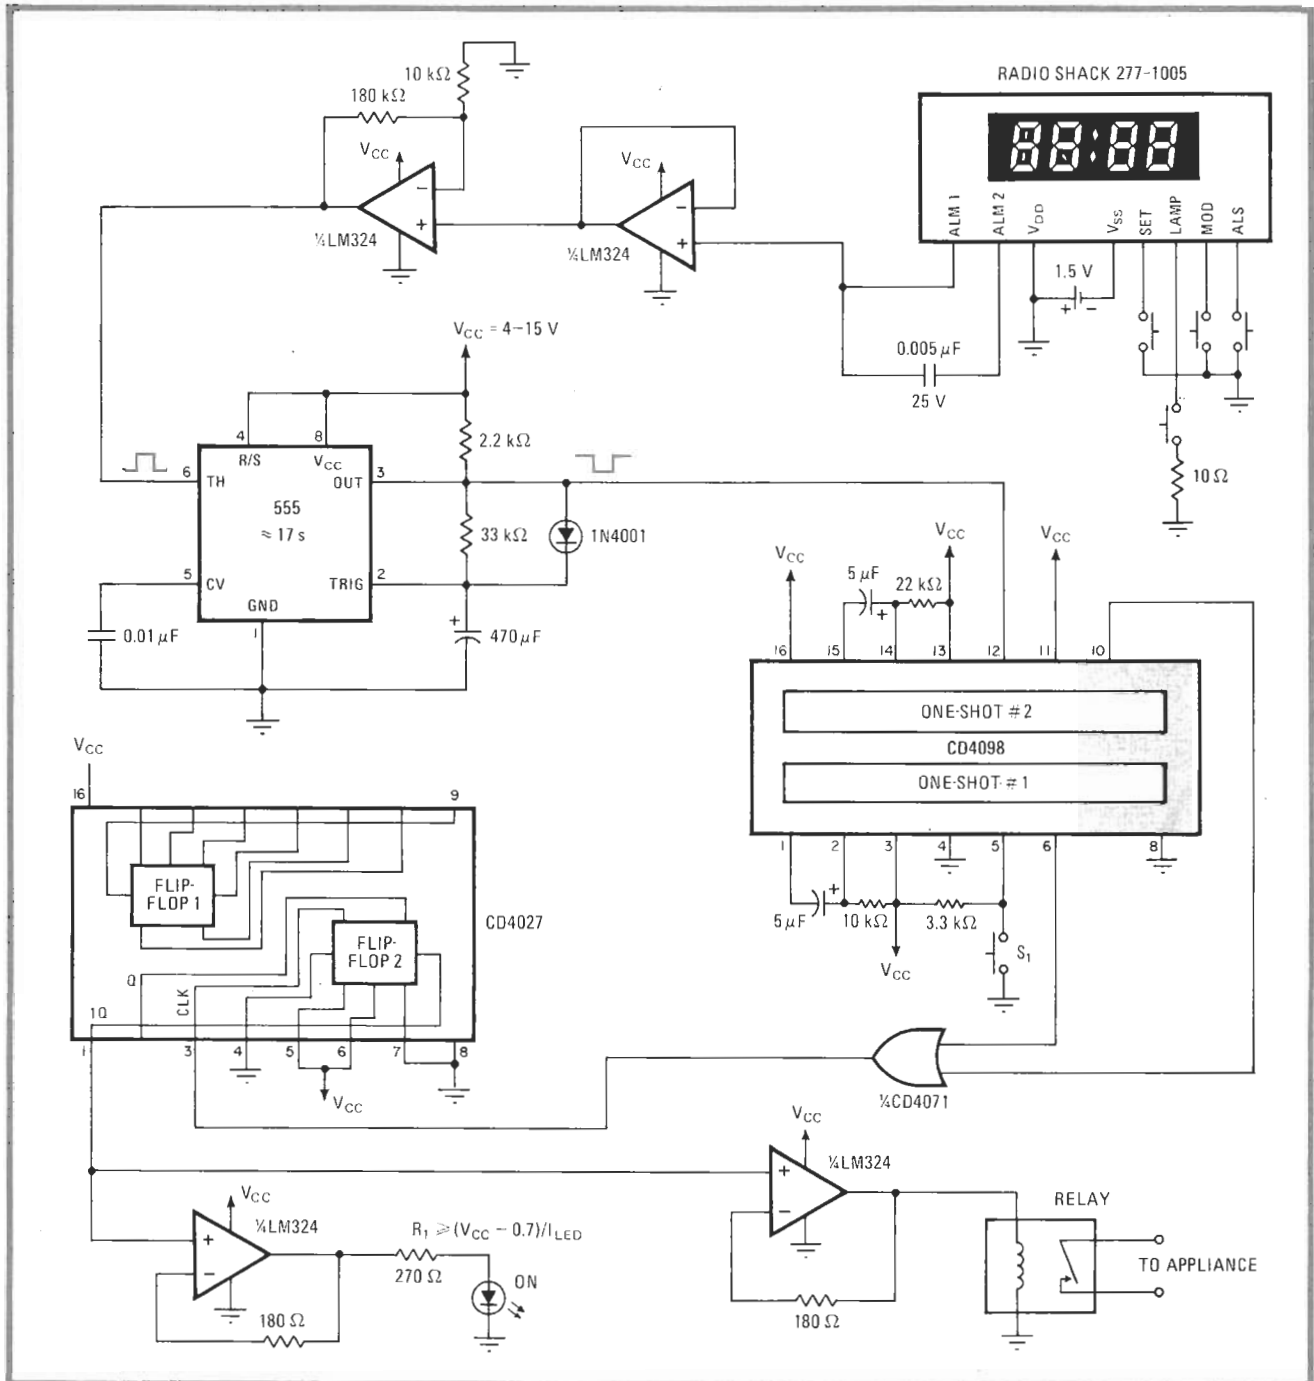 RADIO SHACK 277-1005
88:88
ALM 1
ALM 2
VDD
VSS
SET
LAMP
MOD
ALS
1.5 V
+ −
0.005 µF
25 V
10 Ω
10 kΩ
180 kΩ
VCC
−
+
¼LM324
VCC
−
+
¼LM324
VCC = 4–15 V
4
8
R/S
VCC
6
TH
OUT
3
555
≈ 17 s
5
CV
TRIG
2
GND
1
0.01 µF
2.2 kΩ
33 kΩ
1N4001
+
470 µF
VCC
5 µF
+
22 kΩ
VCC
VCC
16
15
14
13
12
11
10
ONE-SHOT #2
CD4098
ONE-SHOT #1
1
2
3
4
5
6
8
5 µF
+
10 kΩ
3.3 kΩ
VCC
S1
VCC
16
9
FLIP-
FLOP 1
FLIP-
FLOP 2
CD4027
Q
CLK
1Q
1
3
4
5
6
7
8
VCC
¼CD4071
VCC
+
−
¼LM324
180 Ω
R1 ⩾ (VCC − 0.7)/ILED
270 Ω
ON
VCC
+
−
¼LM324
180 Ω
RELAY
TO APPLIANCE